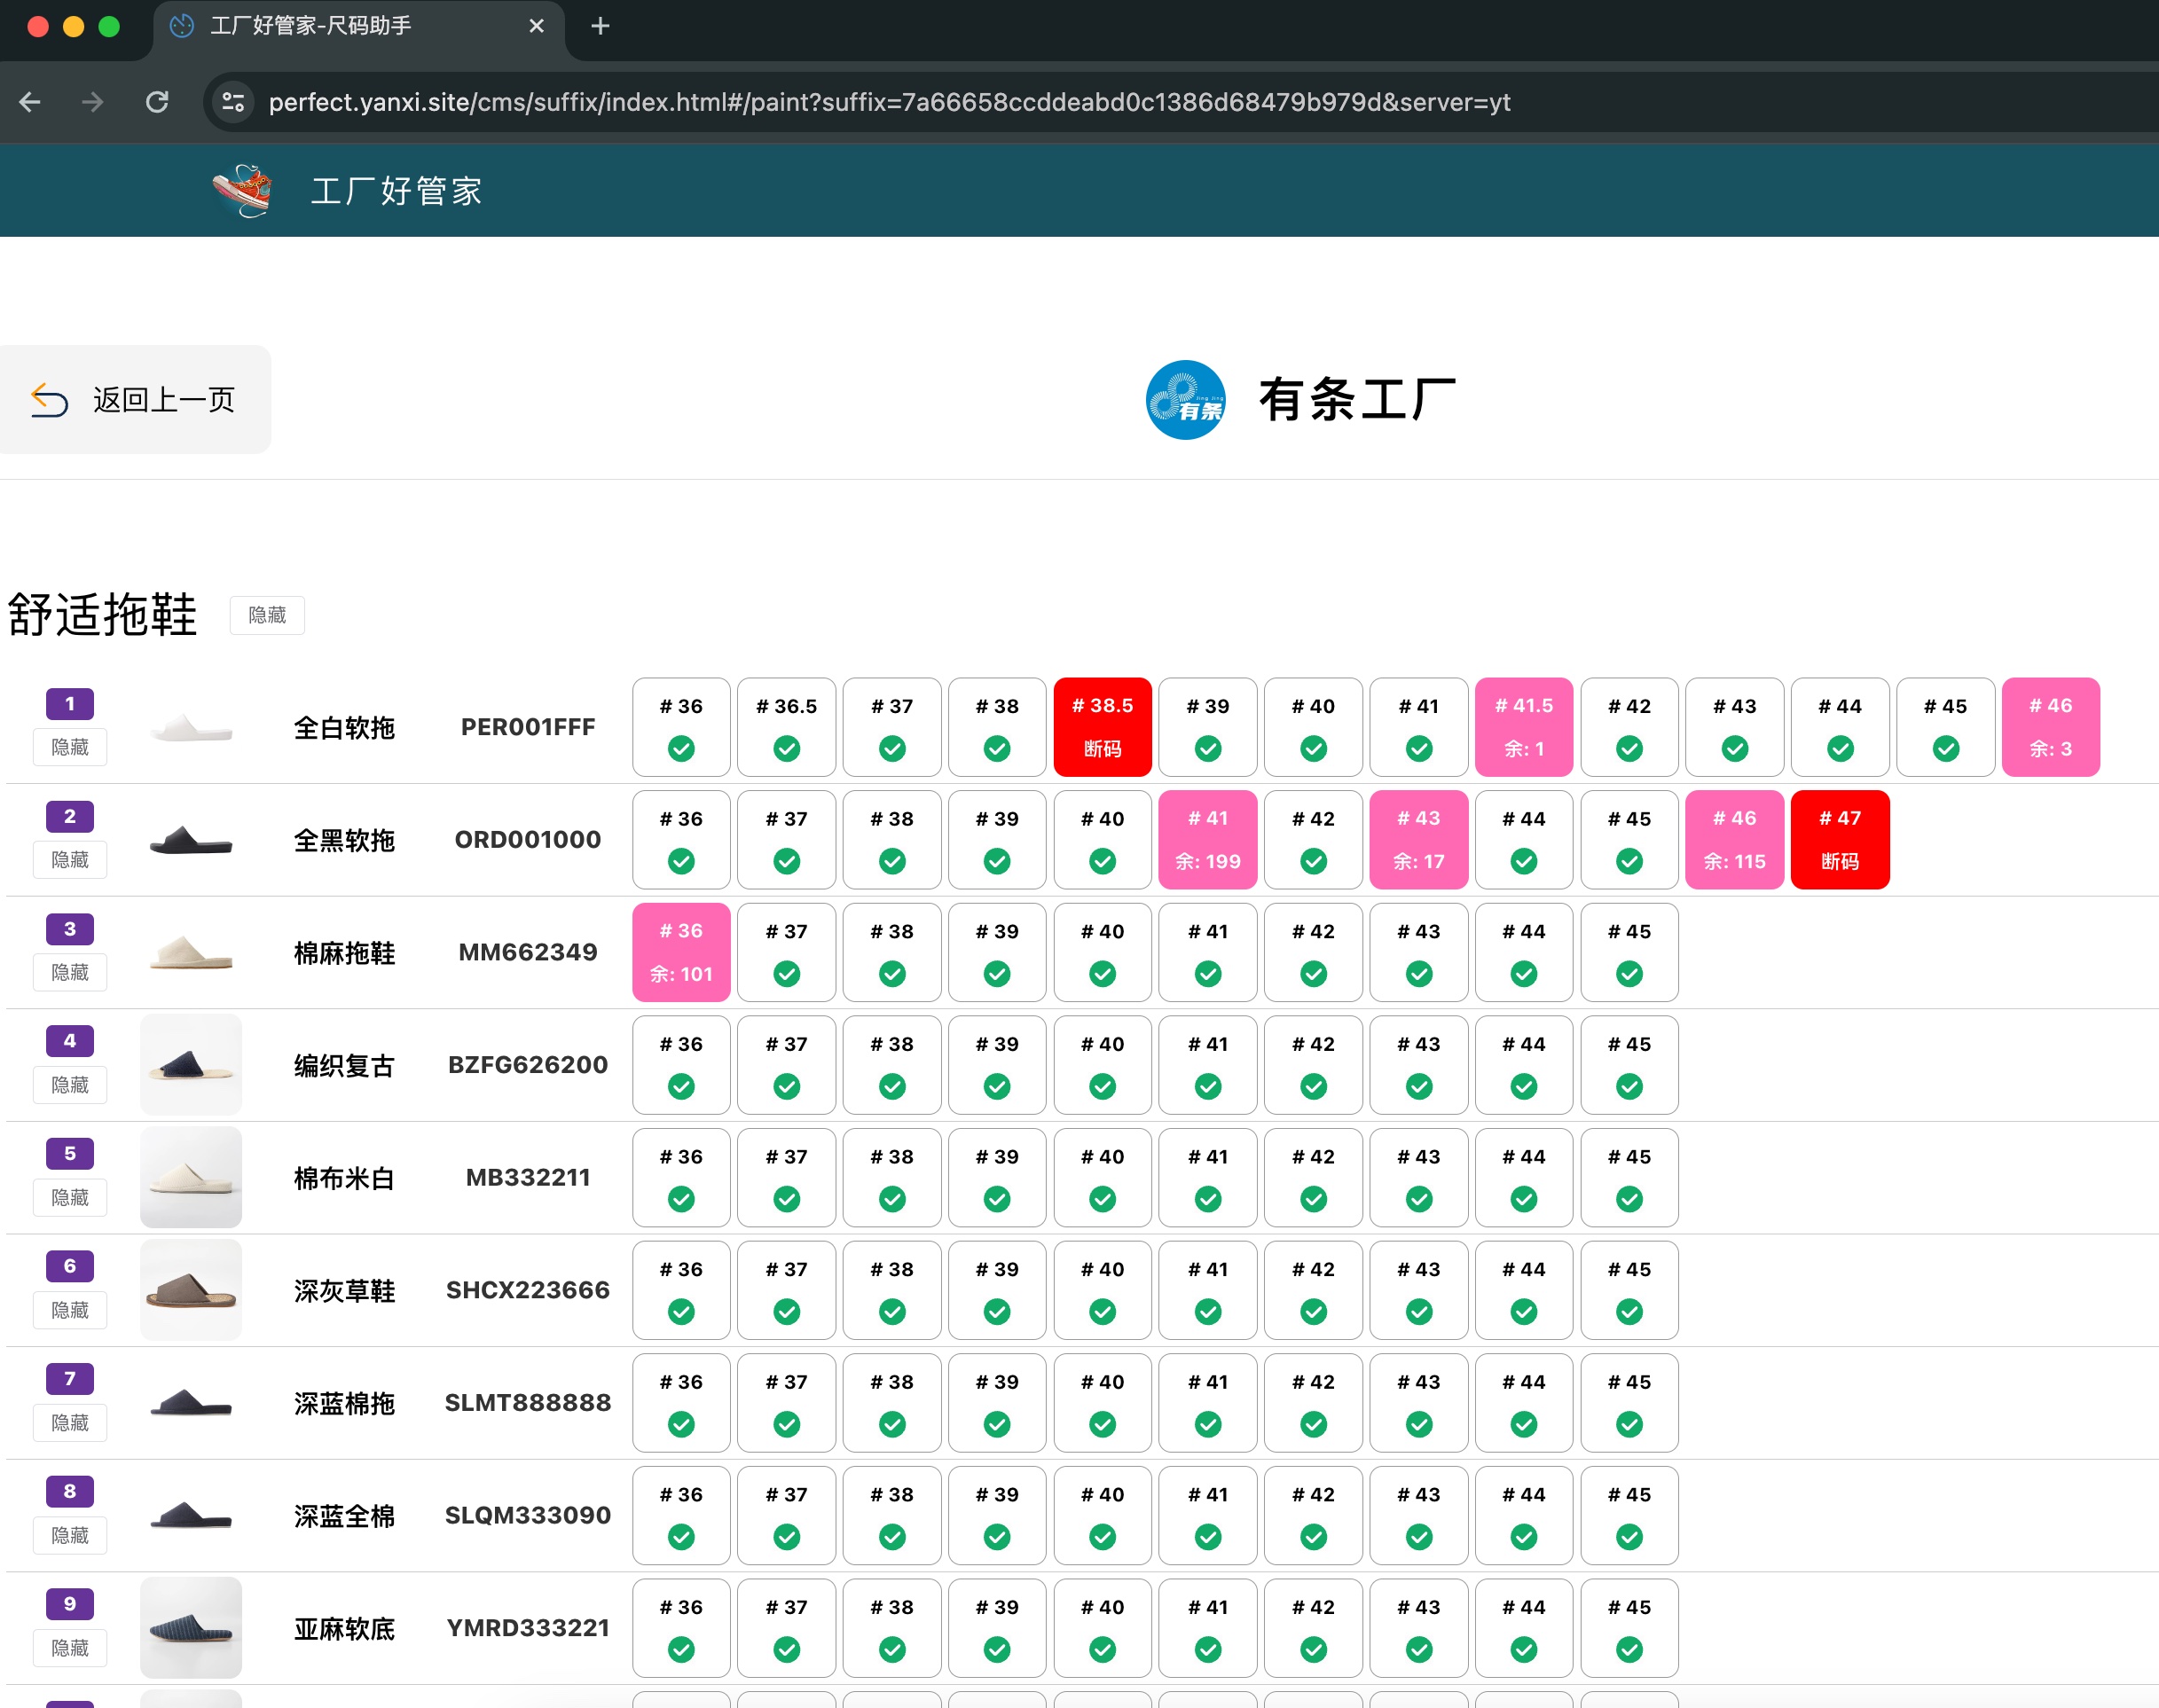 工厂好管家-尺码助手
perfect.yanxi.site/cms/suffix/index.html#/paint?suffix=7a66658ccddeabd0c1386d68479b979d&server=yt
工厂好管家
返回上一页
有条
有条工厂
舒适拖鞋 隐藏
1 隐藏 全白软拖 PER001FFF # 36 # 36.5 # 37 # 38 # 38.5 断码 # 39 # 40 # 41 # 41.5 余: 1 # 42 # 43 # 44 # 45 # 46 余: 3
2 隐藏 全黑软拖 ORD001000 # 36 # 37 # 38 # 39 # 40 # 41 余: 199 # 42 # 43 余: 17 # 44 # 45 # 46 余: 115 # 47 断码
3 隐藏 棉麻拖鞋 MM662349 # 36 余: 101 # 37 # 38 # 39 # 40 # 41 # 42 # 43 # 44 # 45
4 隐藏 编织复古 BZFG626200 # 36 # 37 # 38 # 39 # 40 # 41 # 42 # 43 # 44 # 45
5 隐藏 棉布米白 MB332211 # 36 # 37 # 38 # 39 # 40 # 41 # 42 # 43 # 44 # 45
6 隐藏 深灰草鞋 SHCX223666 # 36 # 37 # 38 # 39 # 40 # 41 # 42 # 43 # 44 # 45
7 隐藏 深蓝棉拖 SLMT888888 # 36 # 37 # 38 # 39 # 40 # 41 # 42 # 43 # 44 # 45
8 隐藏 深蓝全棉 SLQM333090 # 36 # 37 # 38 # 39 # 40 # 41 # 42 # 43 # 44 # 45
9 隐藏 亚麻软底 YMRD333221 # 36 # 37 # 38 # 39 # 40 # 41 # 42 # 43 # 44 # 45